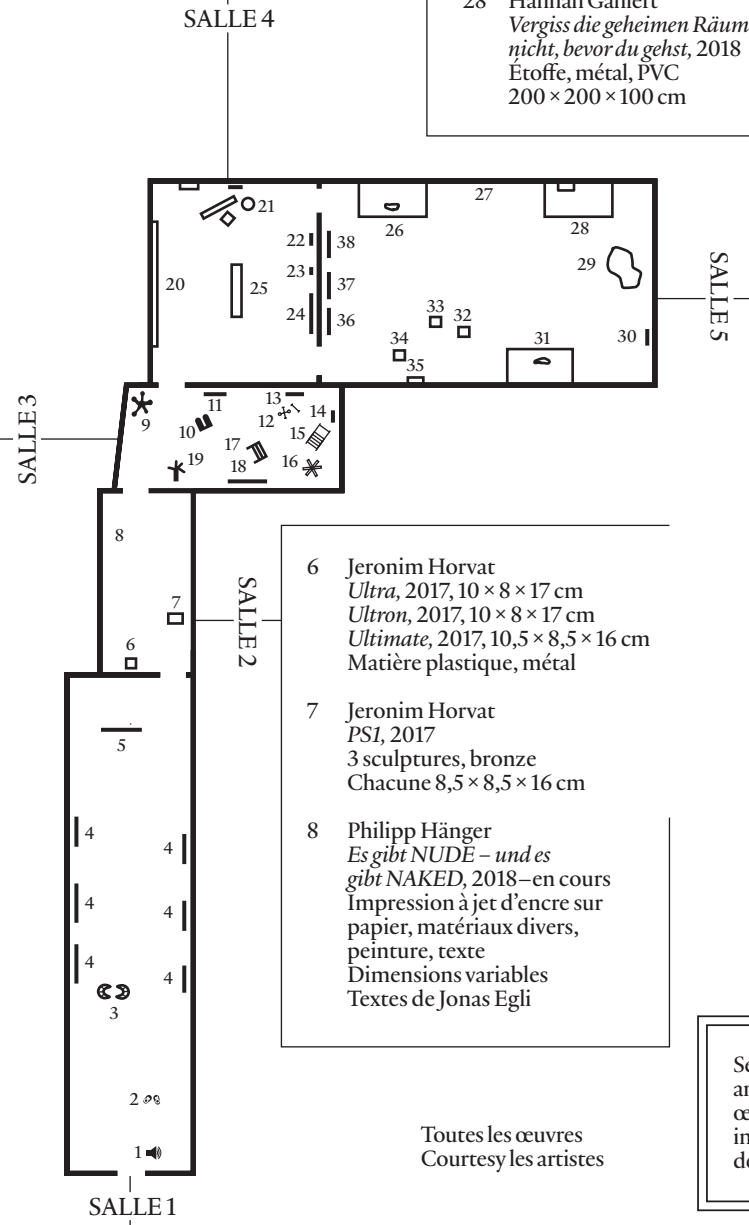 SALLE 4
28 Hannah Gahlert
Vergiss die geheimen Räum
nicht, bevor du gehst, 2018
Étoffe, métal, PVC
200 × 200 × 100 cm
21
27
26
28
22
38
29
23
37
20
25
24
36
33
32
34
35
31
30
SALLE 5
SALLE 3
9
11
10
13
12
14
15
17
18
16
19
8
7
6
SALLE 2
6 Jeronim Horvat
Ultra, 2017, 10 × 8 × 17 cm
Ultron, 2017, 10 × 8 × 17 cm
Ultimate, 2017, 10,5 × 8,5 × 16 cm
Matière plastique, métal
7 Jeronim Horvat
PS1, 2017
3 sculptures, bronze
Chacune 8,5 × 8,5 × 16 cm
8 Philipp Hänger
Es gibt NUDE – und es
gibt NAKED, 2018–en cours
Impression à jet d'encre sur
papier, matériaux divers,
peinture, texte
Dimensions variables
Textes de Jonas Egli
5
4
4
4
4
4
4
3
2
1
SALLE 1
Toutes les œuvres
Courtesy les artistes